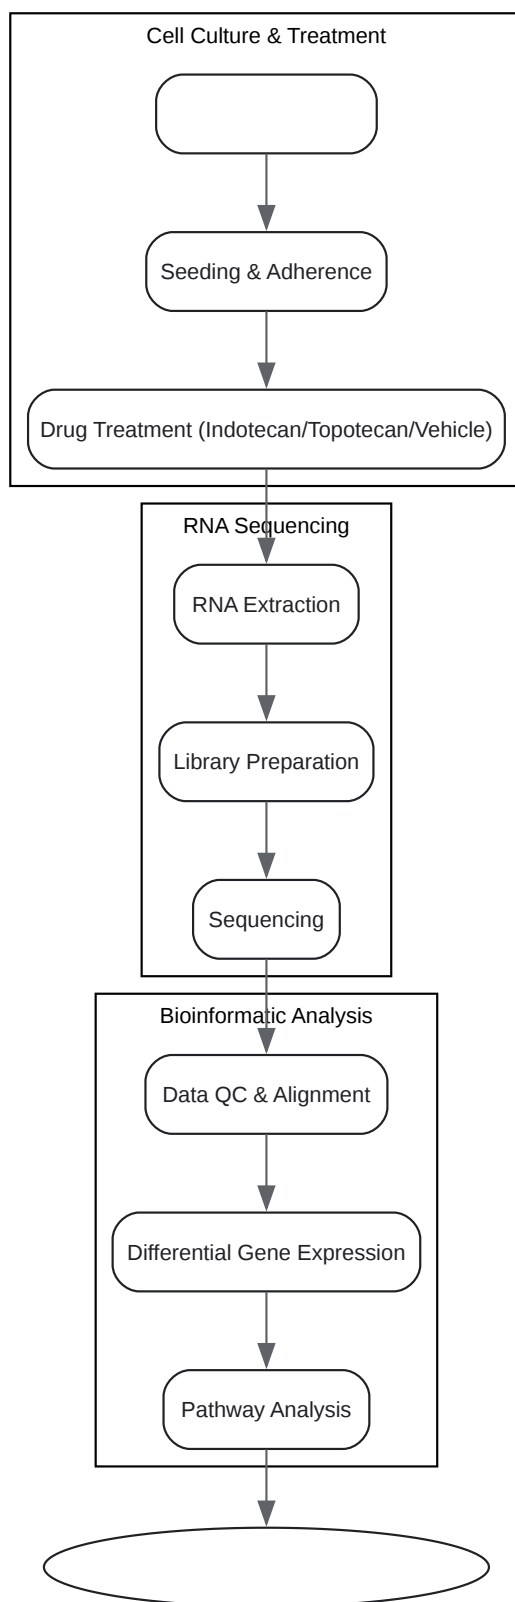 Cell Culture & Treatment
Seeding & Adherence
Drug Treatment (Indotecan/Topotecan/Vehicle)
RNA Sequencing
RNA Extraction
Library Preparation
Sequencing
Bioinformatic Analysis
Data QC & Alignment
Differential Gene Expression
Pathway Analysis